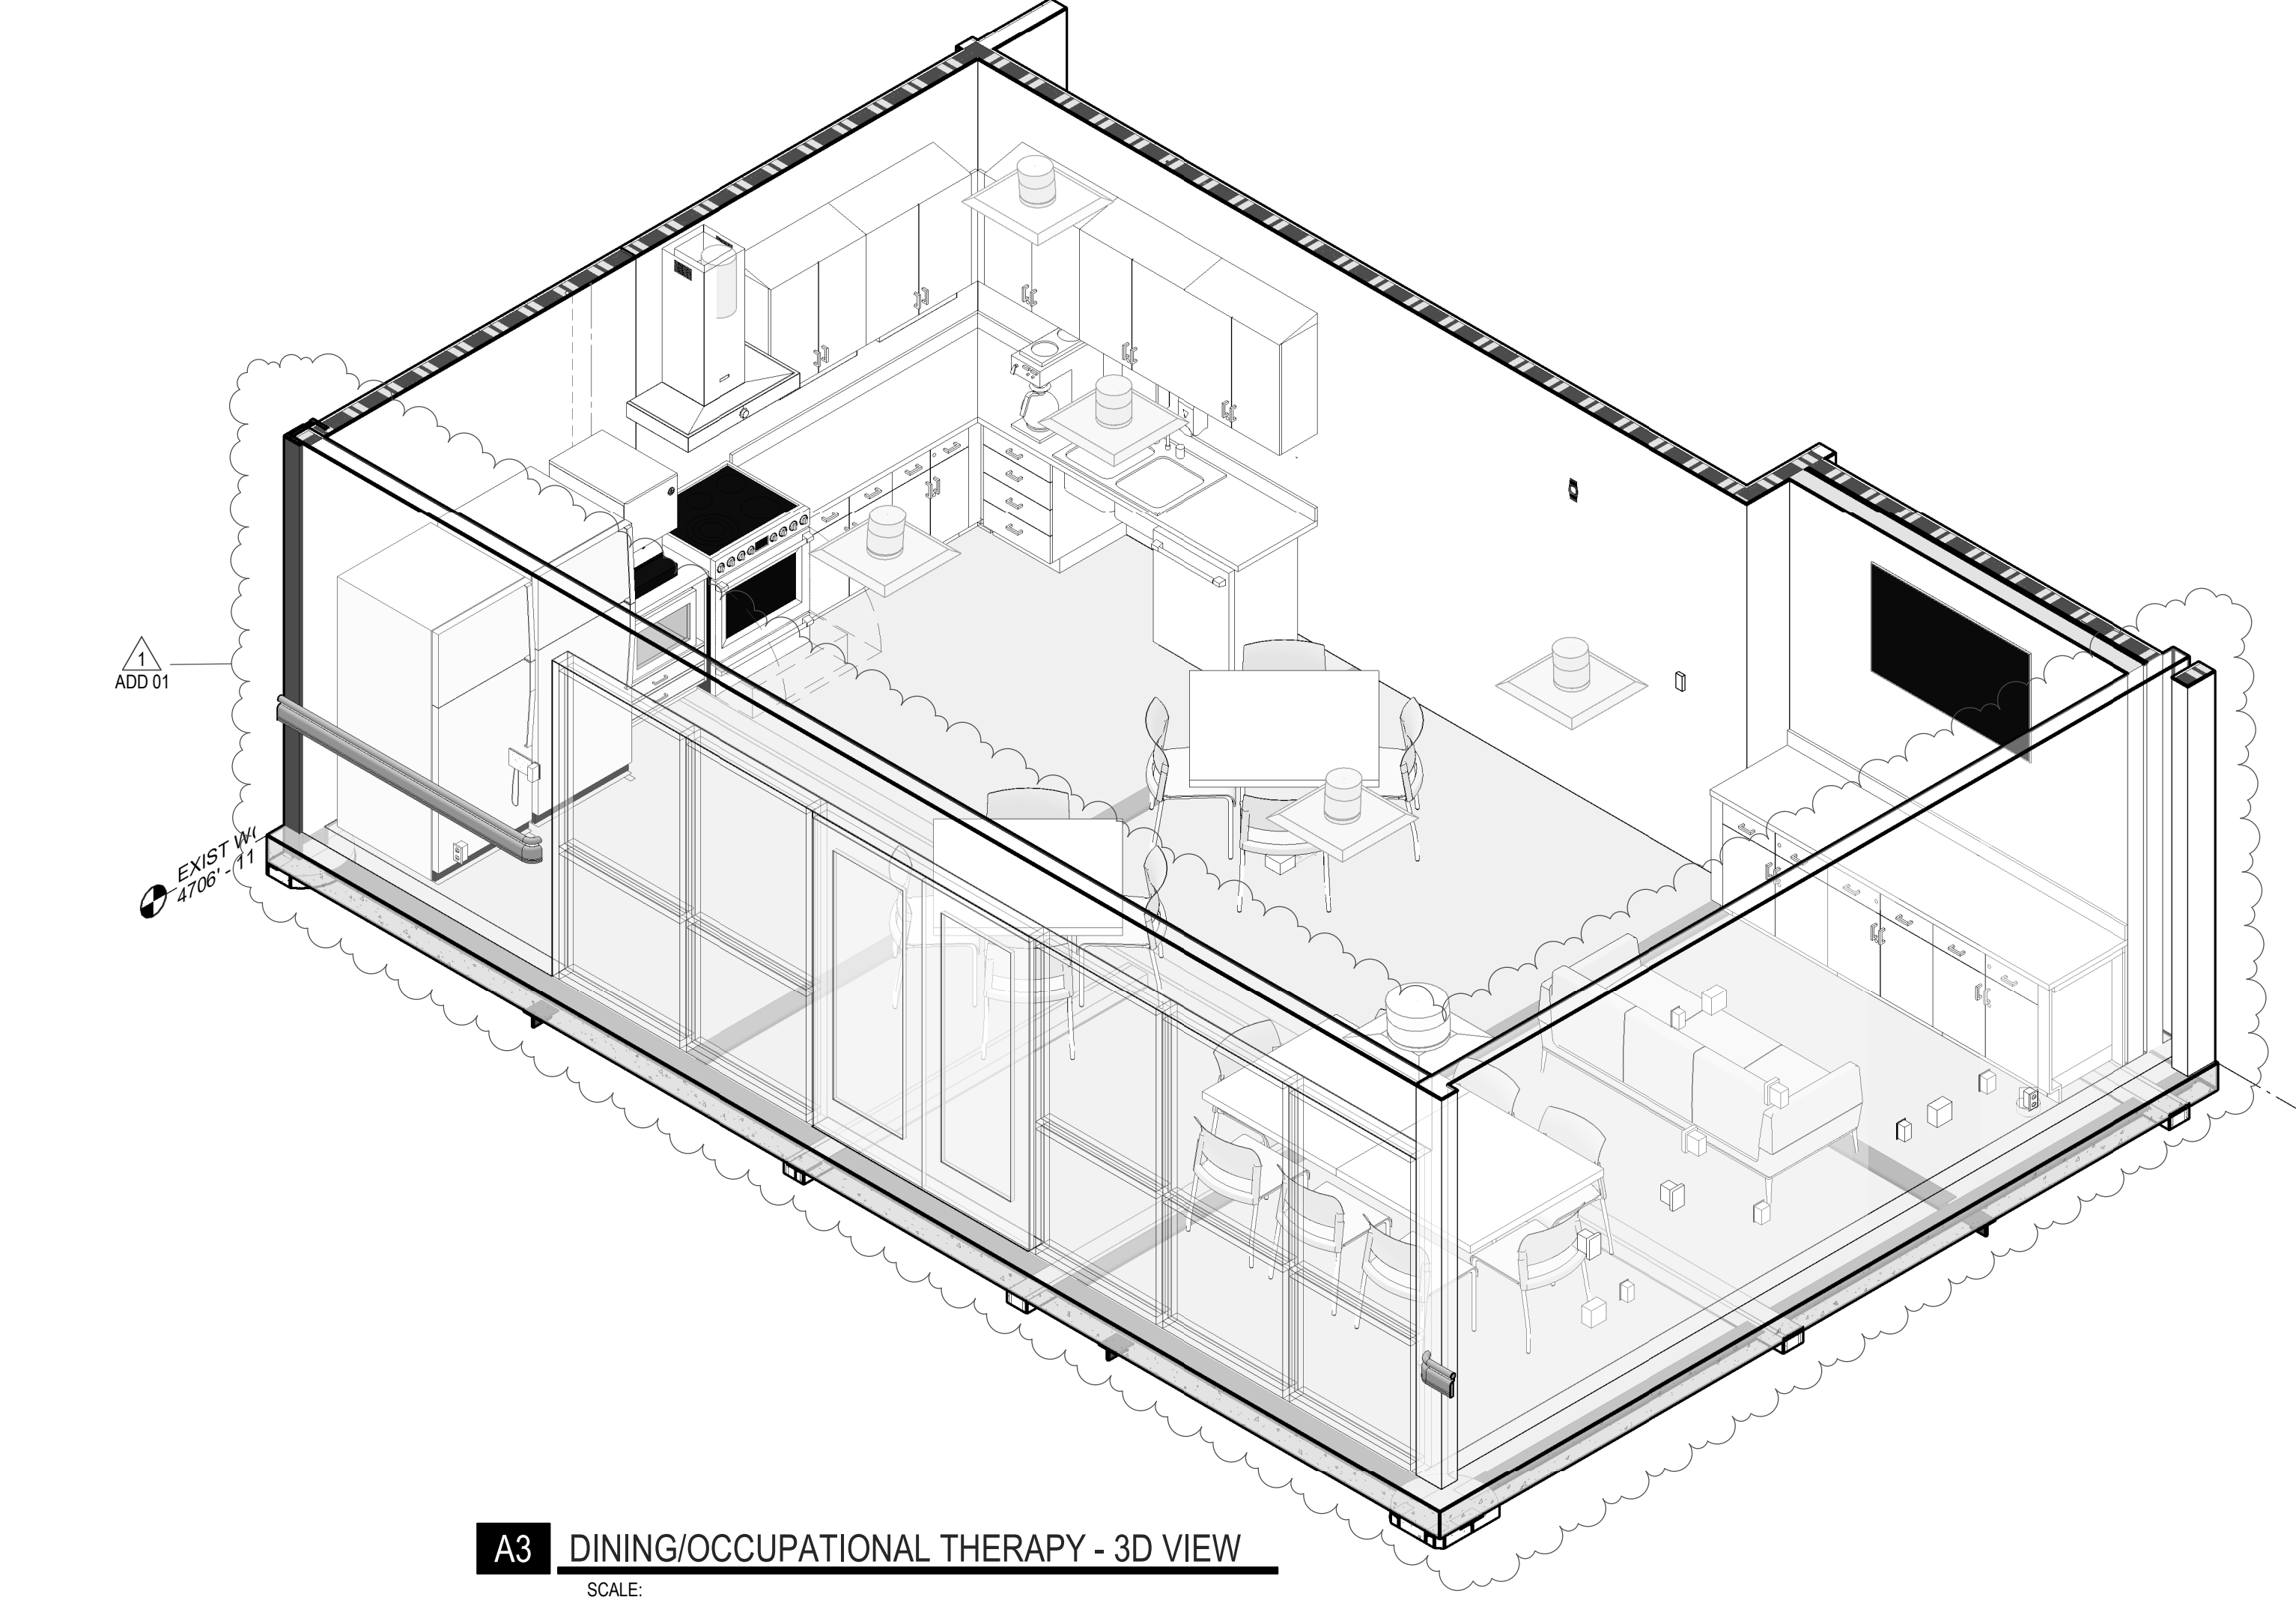 1
ADD 01
EXIST W
4706' - 11
A3 DINING/OCCUPATIONAL THERAPY - 3D VIEW
SCALE: